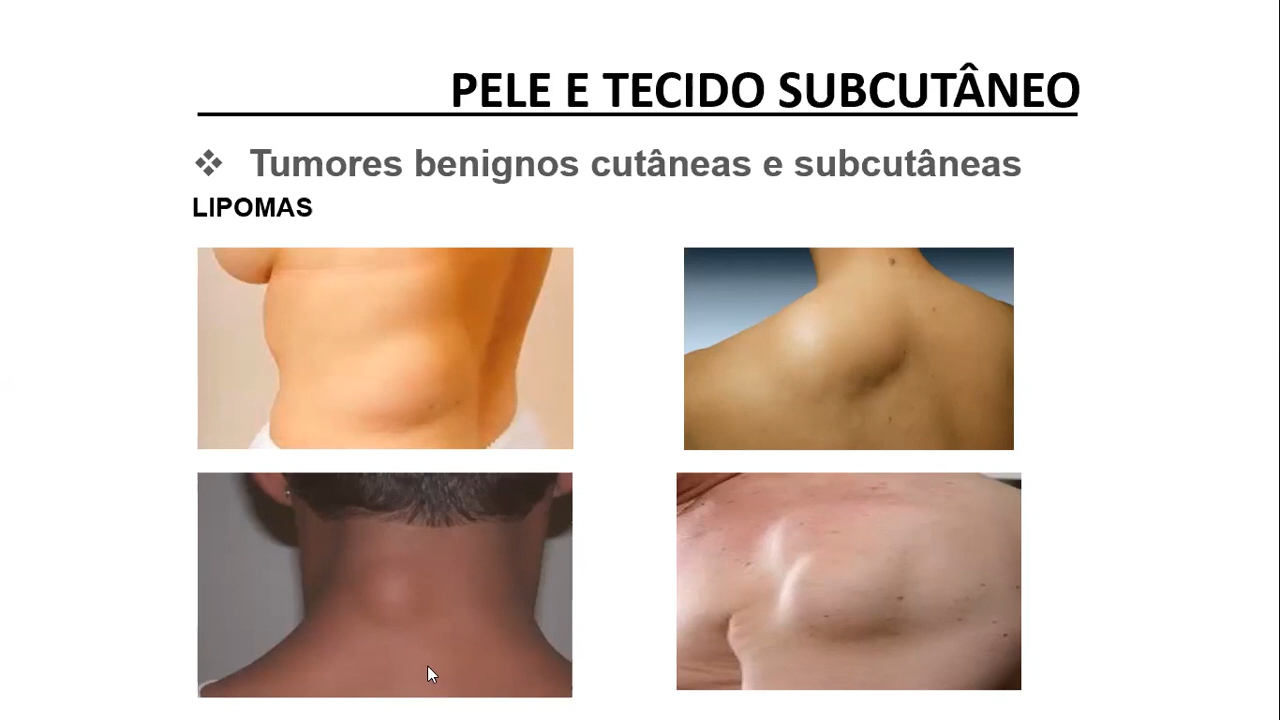 PELE E TECIDO SUBCUTÂNEO
Tumores benignos cutâneas e subcutâneas
LIPOMAS